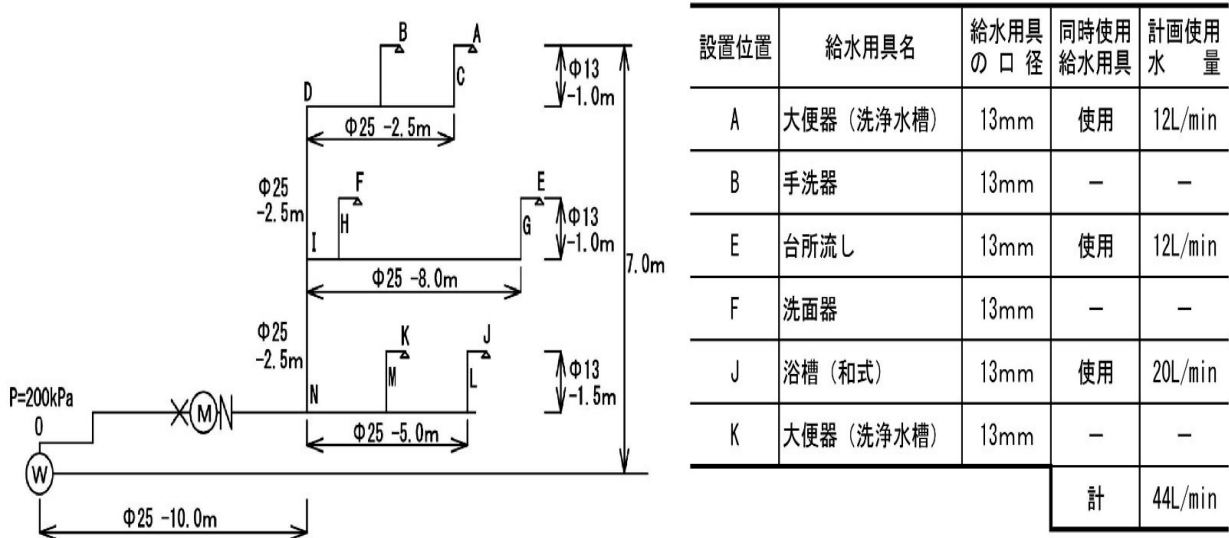 B
A
D
C
Φ13
-1.0m
Φ25 -2.5m
Φ25
-2.5m
F
E
H
G
Φ13
-1.0m
I
7.0m
Φ25 -8.0m
Φ25
-2.5m
K
J
M
L
Φ13
-1.5m
P=200kPa
O
M
N
Φ25 -5.0m
W
Φ25 -10.0m
設置位置 給水用具名 給水用具の口径 同時使用給水用具 計画使用水量
A 大便器(洗浄水槽) 13mm 使用 12L/min
B 手洗器 13mm − −
E 台所流し 13mm 使用 12L/min
F 洗面器 13mm − −
J 浴槽(和式) 13mm 使用 20L/min
K 大便器(洗浄水槽) 13mm − −
計 44L/min